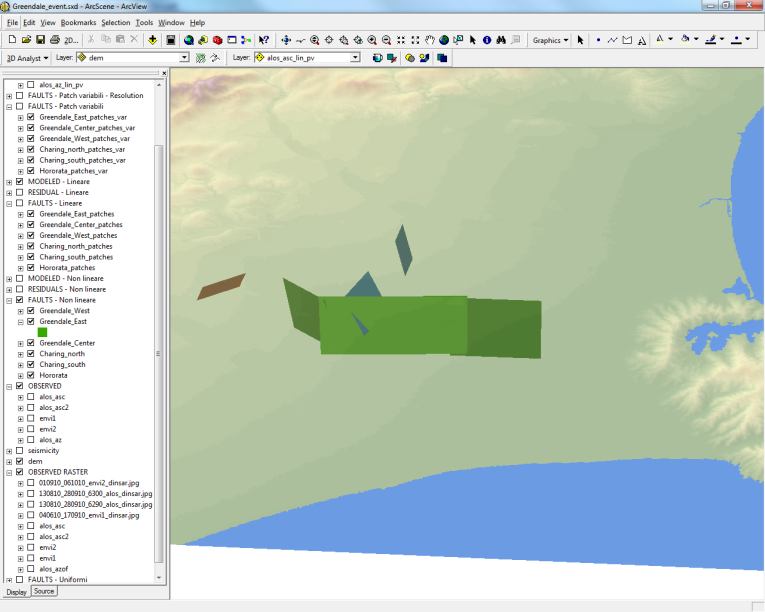 Greendale_event.sxd - ArcScene - ArcView
File Edit View Bookmarks Selection Tools Window Help
2D... Graphics A A
3D Analyst Layer: dem Layer: alos_asc_lin_pv
alos_az_lin_pv
FAULTS - Patch variabili - Resolution
FAULTS - Patch variabili
Greendale_East_patches_var
Greendale_Center_patches_var
Greendale_West_patches_var
Charing_north_patches_var
Charing_south_patches_var
Hororata_patches_var
MODELED - Lineare
RESIDUAL - Lineare
FAULTS - Lineare
Greendale_East_patches
Greendale_Center_patches
Greendale_West_patches
Charing_north_patches
Charing_south_patches
Hororata_patches
MODELED - Non lineare
RESIDUALS - Non lineare
FAULTS - Non lineare
Greendale_West
Greendale_East
Greendale_Center
Charing_north
Charing_south
Hororata
OBSERVED
alos_asc
alos_asc2
envi1
envi2
alos_az
seismicity
dem
OBSERVED RASTER
010910_061010_envi2_dinsar.jpg
130810_280910_6300_alos_dinsar.jpg
130810_280910_6290_alos_dinsar.jpg
040610_170910_envi1_dinsar.jpg
alos_asc
alos_asc2
envi2
envi1
alos_azof
FAULTS - Uniformi
Display Source